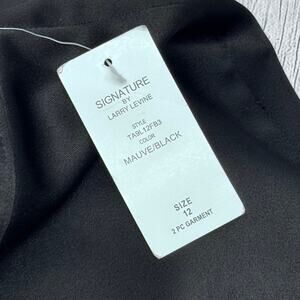 SIGNATURE
BY
LARRY LEVINE
STYLE
TA9L12FB3
COLOR
MAUVE/BLACK
SIZE
12
2 PC GARMENT